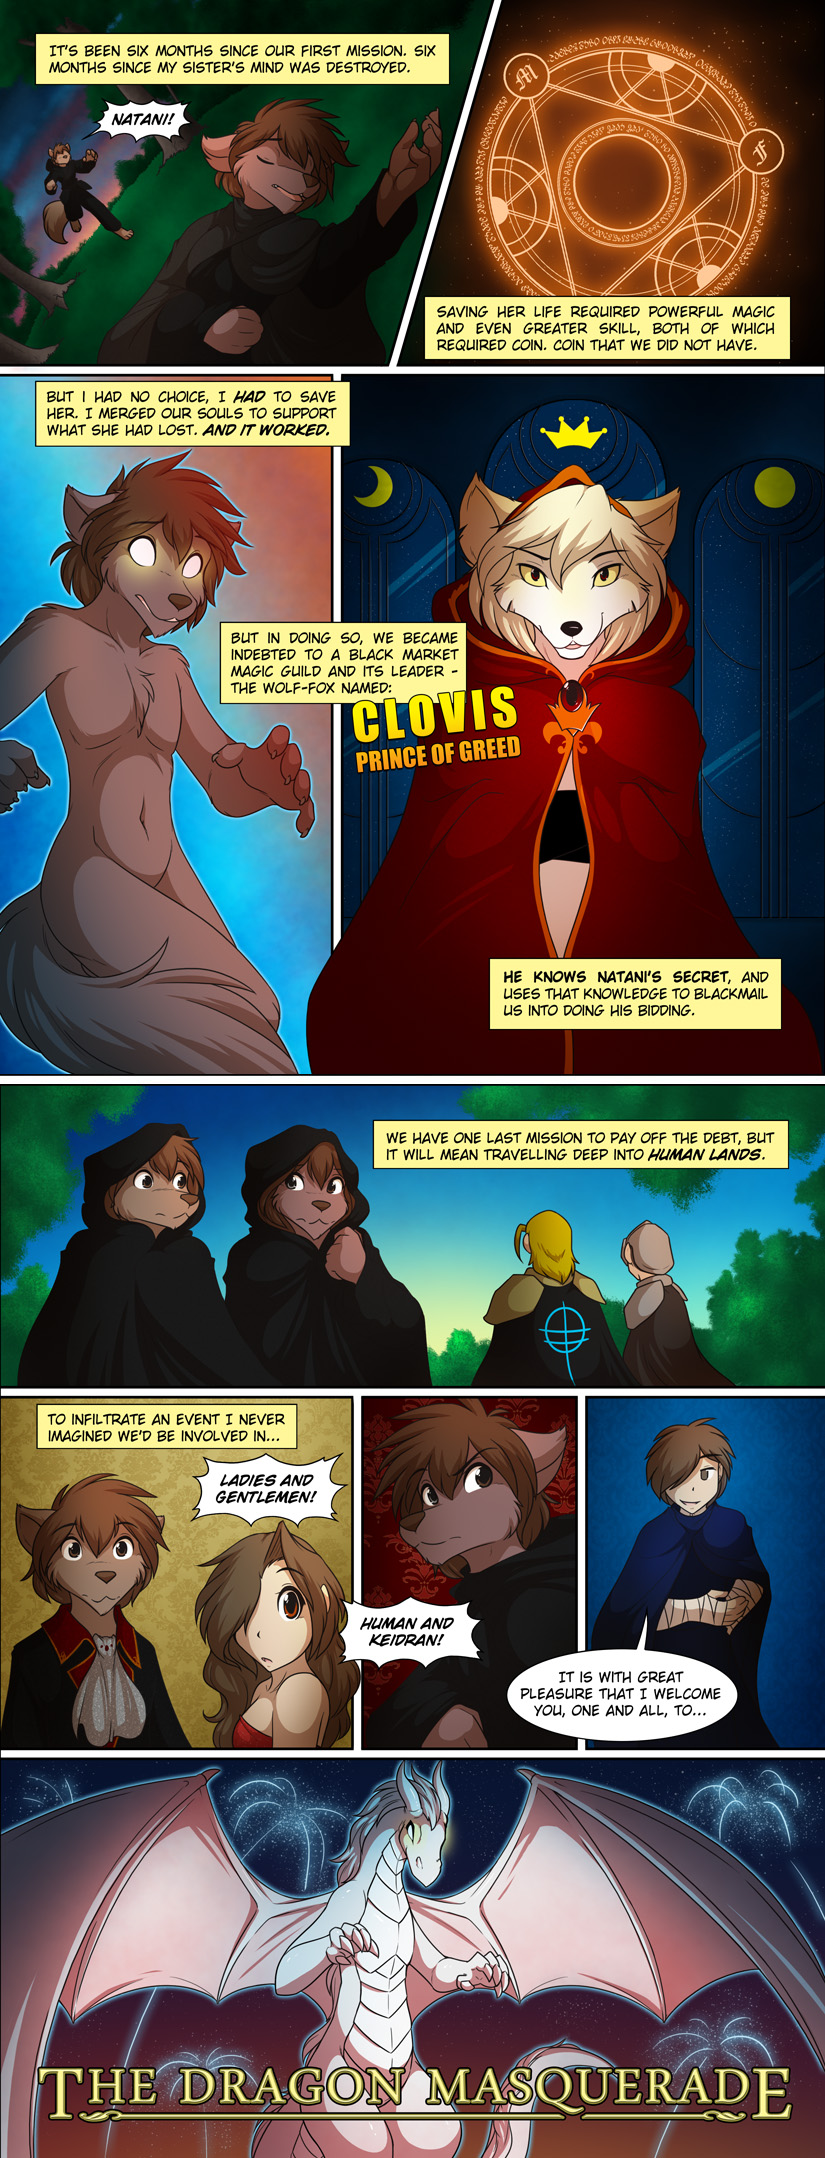 IT'S BEEN SIX MONTHS SINCE OUR FIRST MISSION. SIX
MONTHS SINCE MY SISTER'S MIND WAS DESTROYED.
NATANI!
M
F
SAVING HER LIFE REQUIRED POWERFUL MAGIC
AND EVEN GREATER SKILL, BOTH OF WHICH
REQUIRED COIN. COIN THAT WE DID NOT HAVE.
BUT I HAD NO CHOICE, I HAD TO SAVE
HER. I MERGED OUR SOULS TO SUPPORT
WHAT SHE HAD LOST. AND IT WORKED.
BUT IN DOING SO, WE BECAME
INDEBTED TO A BLACK MARKET
MAGIC GUILD AND ITS LEADER -
THE WOLF-FOX NAMED:
CLOVIS
PRINCE OF GREED
HE KNOWS NATANI'S SECRET, AND
USES THAT KNOWLEDGE TO BLACKMAIL
US INTO DOING HIS BIDDING.
WE HAVE ONE LAST MISSION TO PAY OFF THE DEBT, BUT
IT WILL MEAN TRAVELLING DEEP INTO HUMAN LANDS.
TO INFILTRATE AN EVENT I NEVER
IMAGINED WE'D BE INVOLVED IN...
LADIES AND
GENTLEMEN!
HUMAN AND
KEIDRAN!
IT IS WITH GREAT
PLEASURE THAT I WELCOME
YOU, ONE AND ALL, TO...
THE DRAGON MASQUERADE